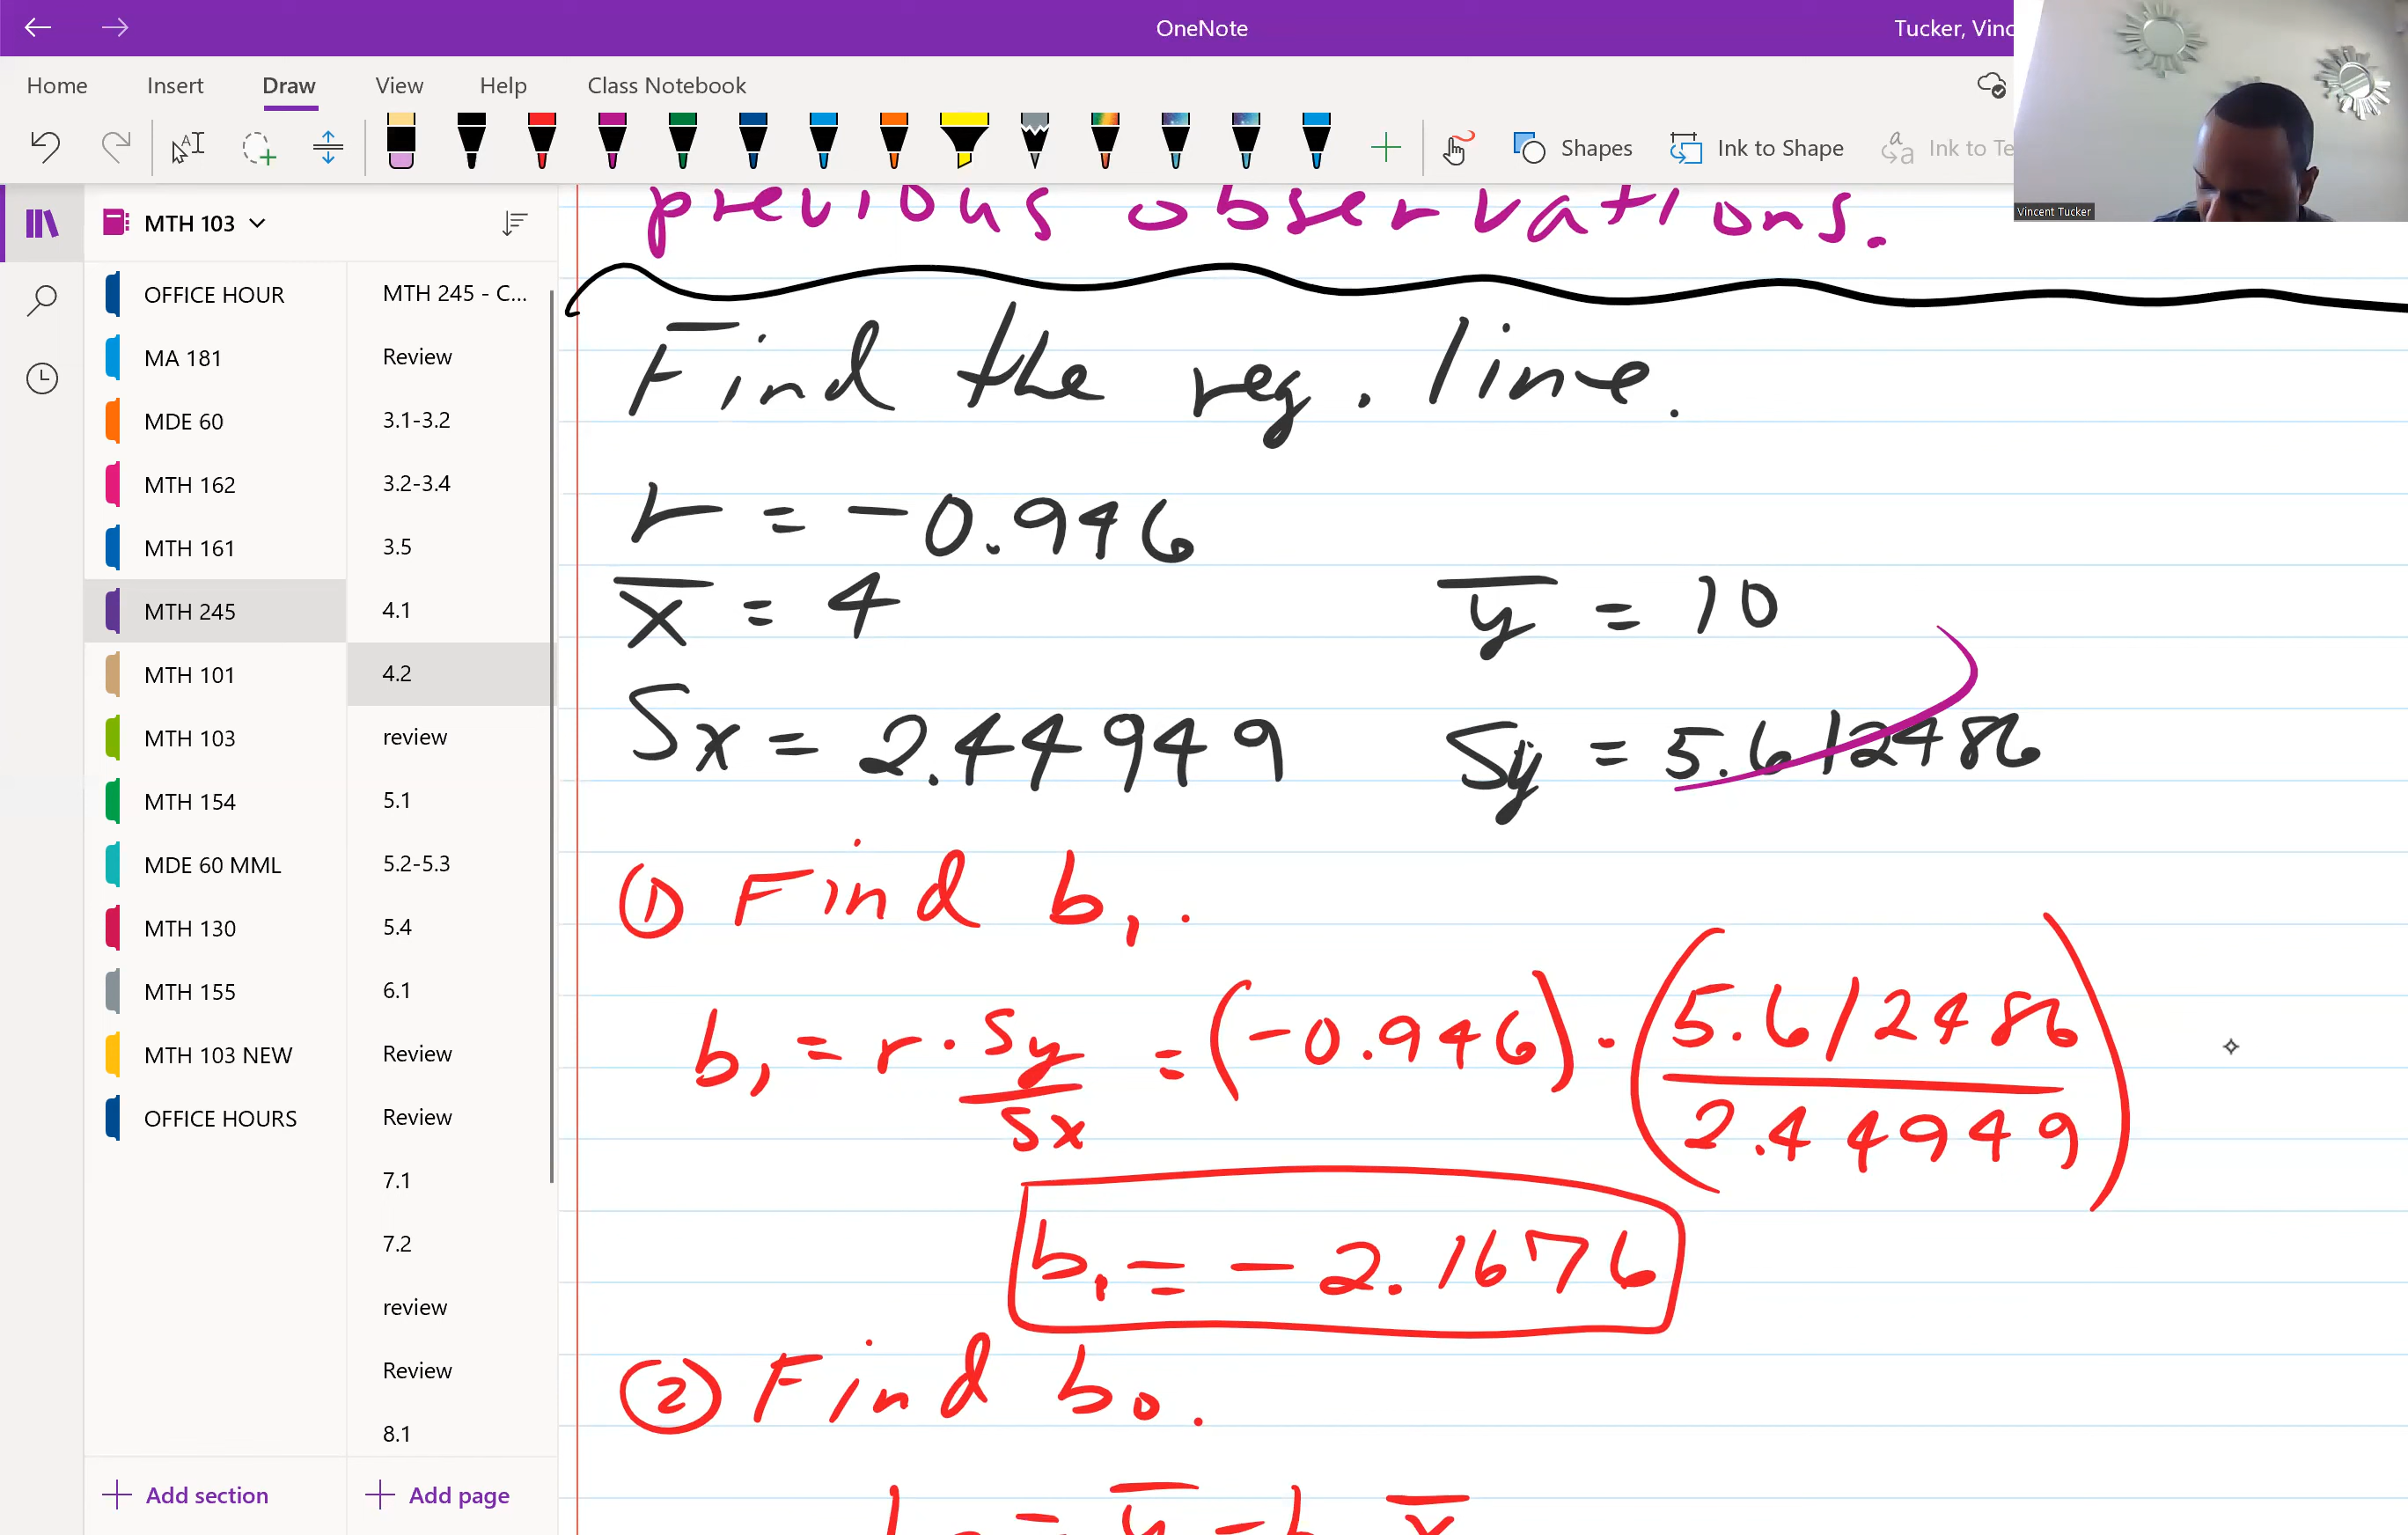 OneNote
Tucker, Vinc
Home Insert Draw View Help Class Notebook
Shapes Ink to Shape Ink to Te
Vincent Tucker
MTH 103
OFFICE HOUR
MA 181
MDE 60
MTH 162
MTH 161
MTH 245
MTH 101
MTH 103
MTH 154
MDE 60 MML
MTH 130
MTH 155
MTH 103 NEW
OFFICE HOURS
Add section
MTH 245 - C...
Review
3.1-3.2
3.2-3.4
3.5
4.1
4.2
review
5.1
5.2-5.3
5.4
6.1
Review
Review
7.1
7.2
review
Review
8.1
Add page
previous observations.
Find the reg. line.
r = -0.946
x̄ = 4 ȳ = 10
Sx = 2.44949 Sy = 5.612486
① Find b₁.
b₁ = r · Sy/Sx = (-0.946) · (5.612486/2.44949)
b₁ = -2.1676
② Find b₀.